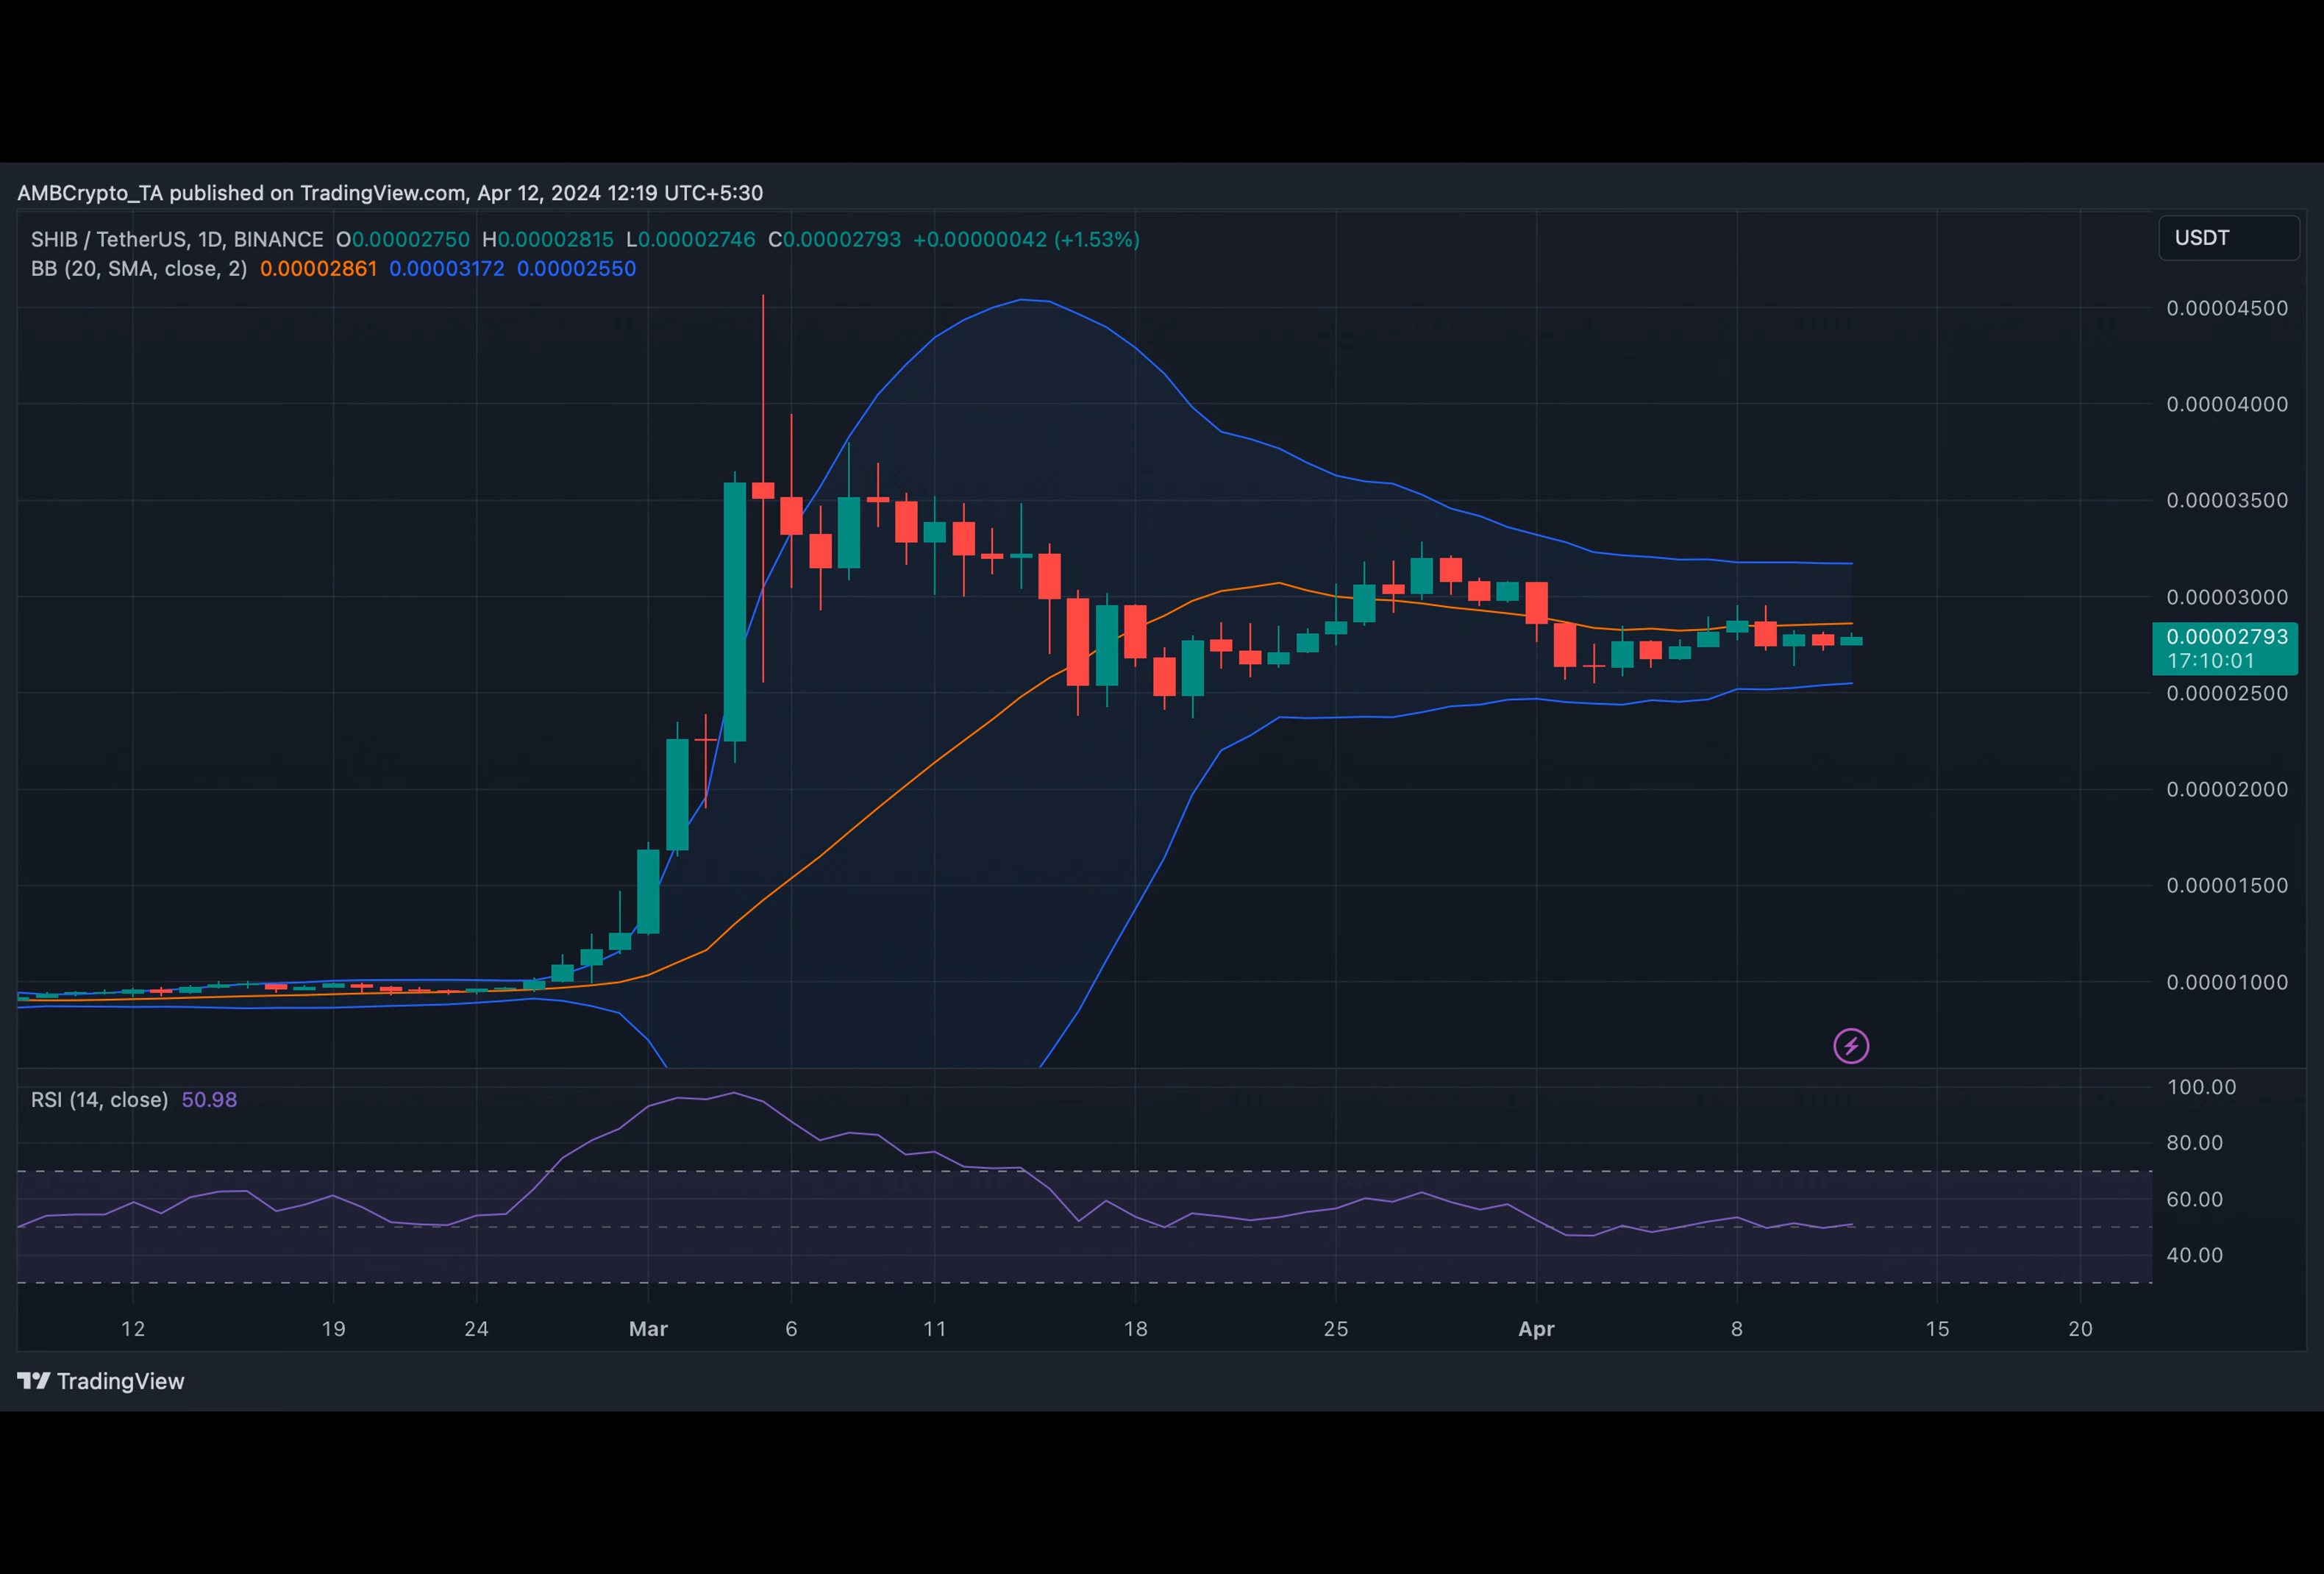 AMBCrypto_TA published on TradingView.com, Apr 12, 2024 12:19 UTC+5:30
SHIB / TetherUS, 1D, BINANCE O0.00002750 H0.00002815 L0.00002746 C0.00002793 +0.00000042 (+1.53%)
USDT
BB (20, SMA, close, 2) 0.00002861 0.00003172 0.00002550
0.00004500
0.00004000
0.00003500
0.00003000
0.00002793
17:10:01
0.00002500
0.00002000
0.00001500
0.00001000
RSI (14, close) 50.98
100.00
80.00
60.00
40.00
12 19 24 Mar 6 11 18 25 Apr 8 15 20
TradingView